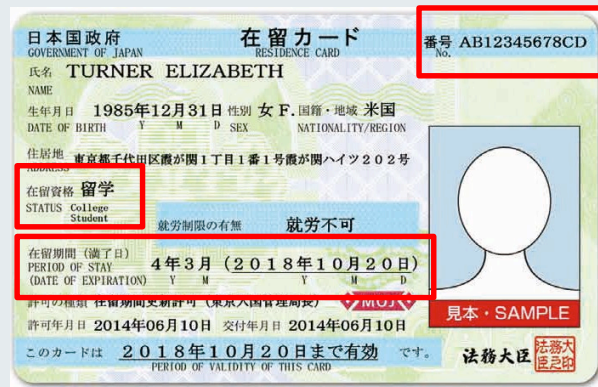 日本国政府 在留カード 番号 AB12345678CD
GOVERNMENT OF JAPAN RESIDENCE CARD No.
氏名 TURNER ELIZABETH
NAME
生年月日 1985年12月31日 性別 女 F. 国籍・地域 米国
DATE OF BIRTH Y M D SEX NATIONALITY/REGION
住居地 東京都千代田区霞が関1丁目1番1号霞が関ハイツ202号
ADDRESS
在留資格 留学
STATUS College
Student
就労制限の有無 就労不可
在留期間(満了日)
PERIOD OF STAY 4年3月(2018年10月20日)
(DATE OF EXPIRATION) Y M Y M D
許可の種類 在留期間更新許可(東京入国管理局長) MOJ
見本・SAMPLE
許可年月日 2014年06月10日 交付年月日 2014年06月10日
このカードは 2018年10月20日まで有効 です。 法務大臣
PERIOD OF VALIDITY OF THIS CARD